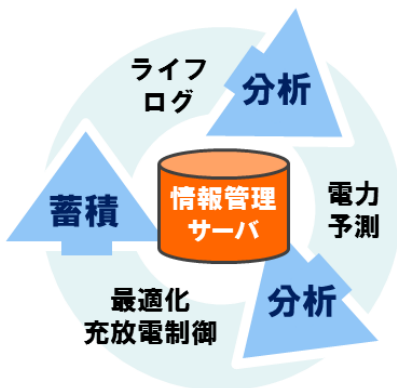 ライフ
ログ
分析
蓄積
情報管理
サーバ
電力
予測
分析
最適化
充放電制御